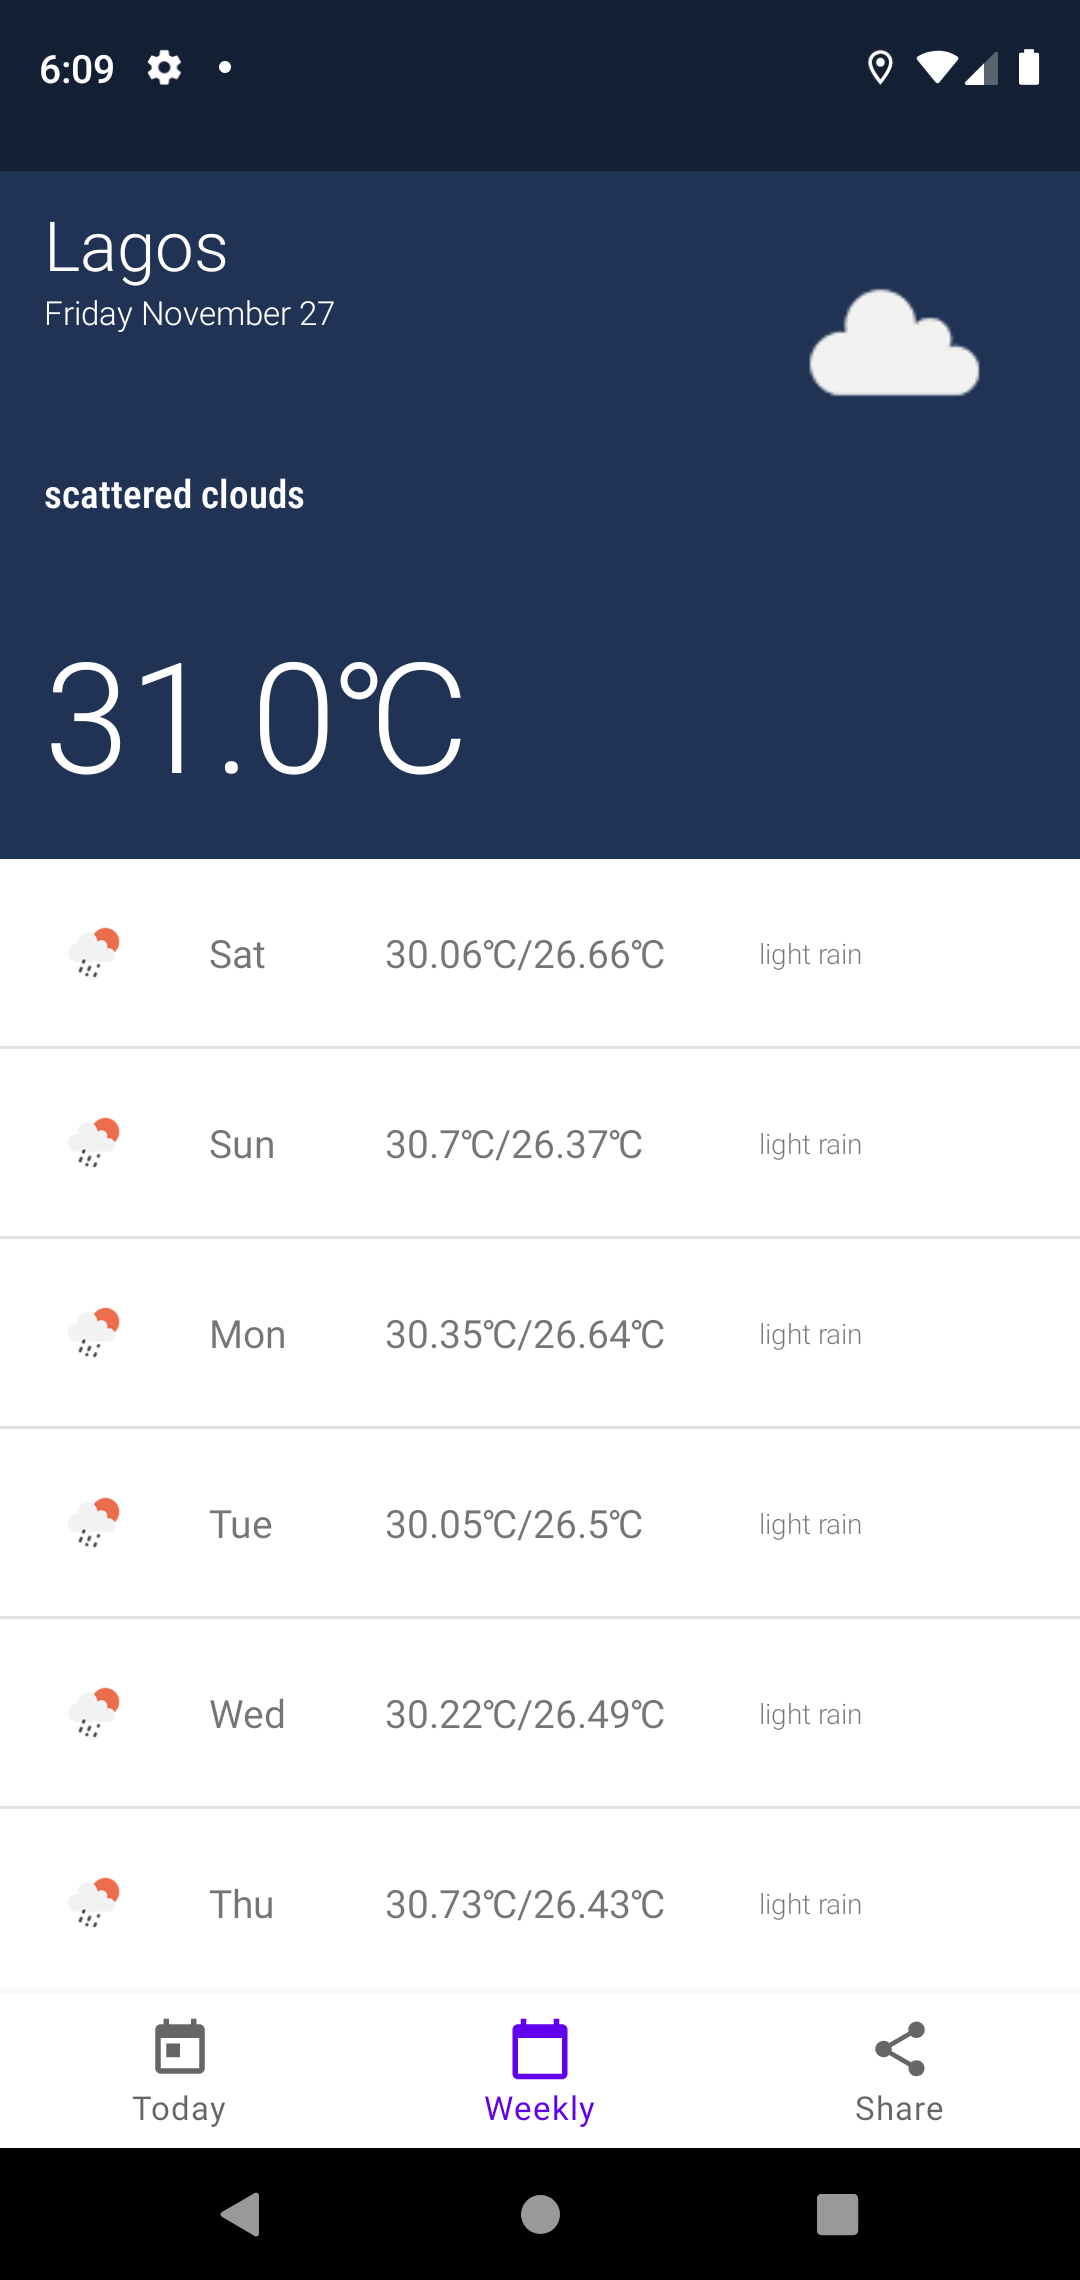 6:09
Lagos
Friday November 27
scattered clouds
31.0℃
Sat 30.06℃/26.66℃ light rain
Sun 30.7℃/26.37℃ light rain
Mon 30.35℃/26.64℃ light rain
Tue 30.05℃/26.5℃ light rain
Wed 30.22℃/26.49℃ light rain
Thu 30.73℃/26.43℃ light rain
Today Weekly Share